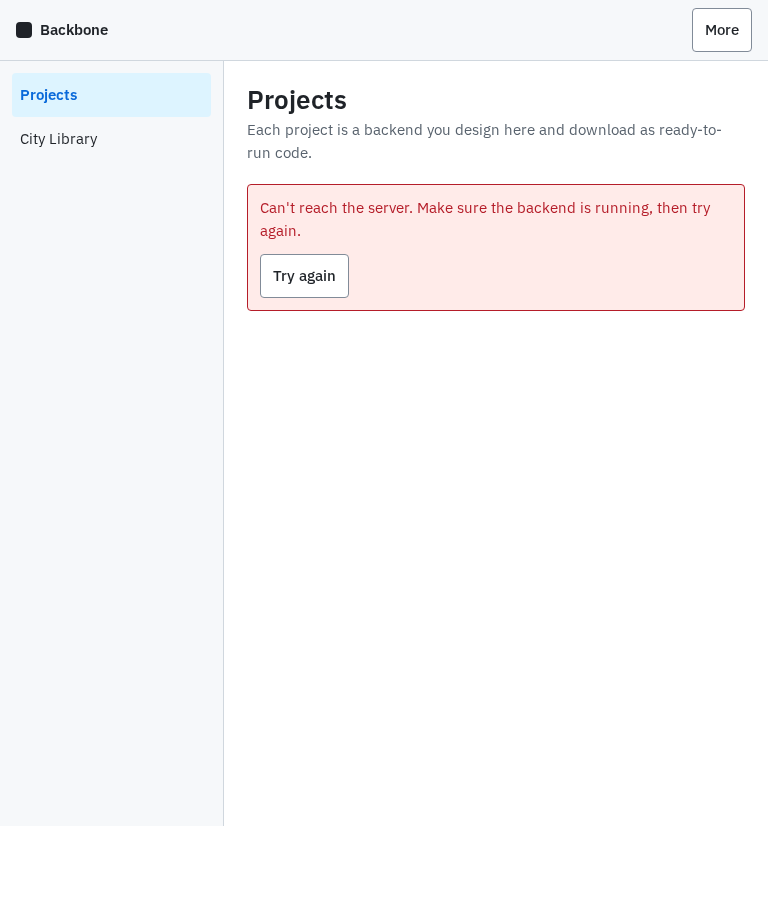 Backbone
More
Projects
City Library
Projects
Each project is a backend you design here and download as ready-to-
run code.
Can't reach the server. Make sure the backend is running, then try
again.
Try again